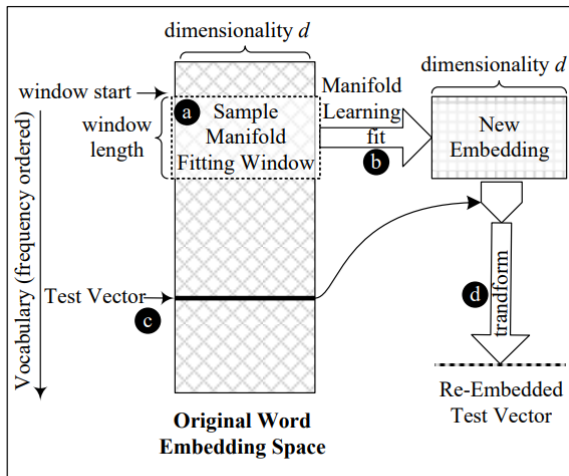 dimensionality d
window start
window
length
a
Sample
Manifold
Fitting Window
Manifold
Learning
fit
b
dimensionality d
New
Embedding
Vocabulary (frequency ordered)
Test Vector
c
d
trandform
Re-Embedded
Test Vector
Original Word
Embedding Space